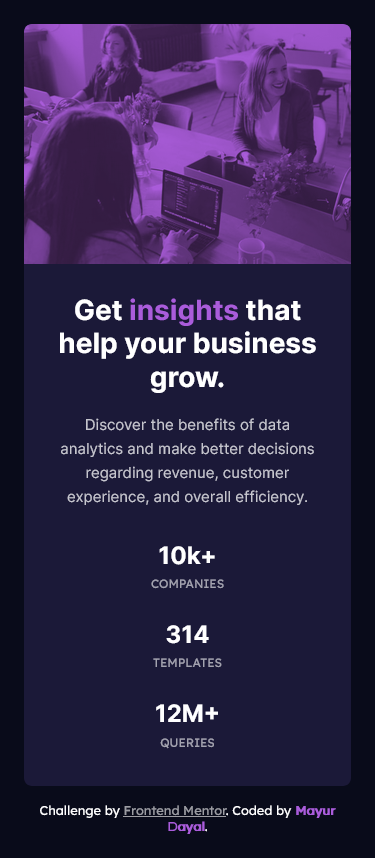 Get insights that
help your business
grow.
Discover the benefits of data
analytics and make better decisions
regarding revenue, customer
experience, and overall efficiency.
10k+
COMPANIES
314
TEMPLATES
12M+
QUERIES
Challenge by Frontend Mentor. Coded by Mayur
Dayal.